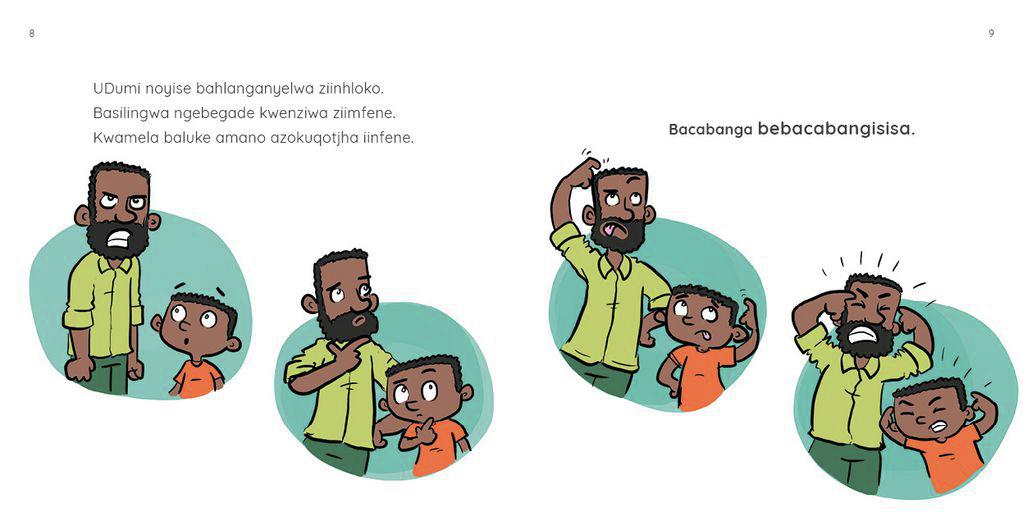 8
UDumi noyise bahlanganyelwa ziinhloko.
Basilingwa ngebegade kwenziwa ziimfene.
Kwamela baluke amano azokuqotjha iinfene.
9
Bacabanga bebacabangisisa.